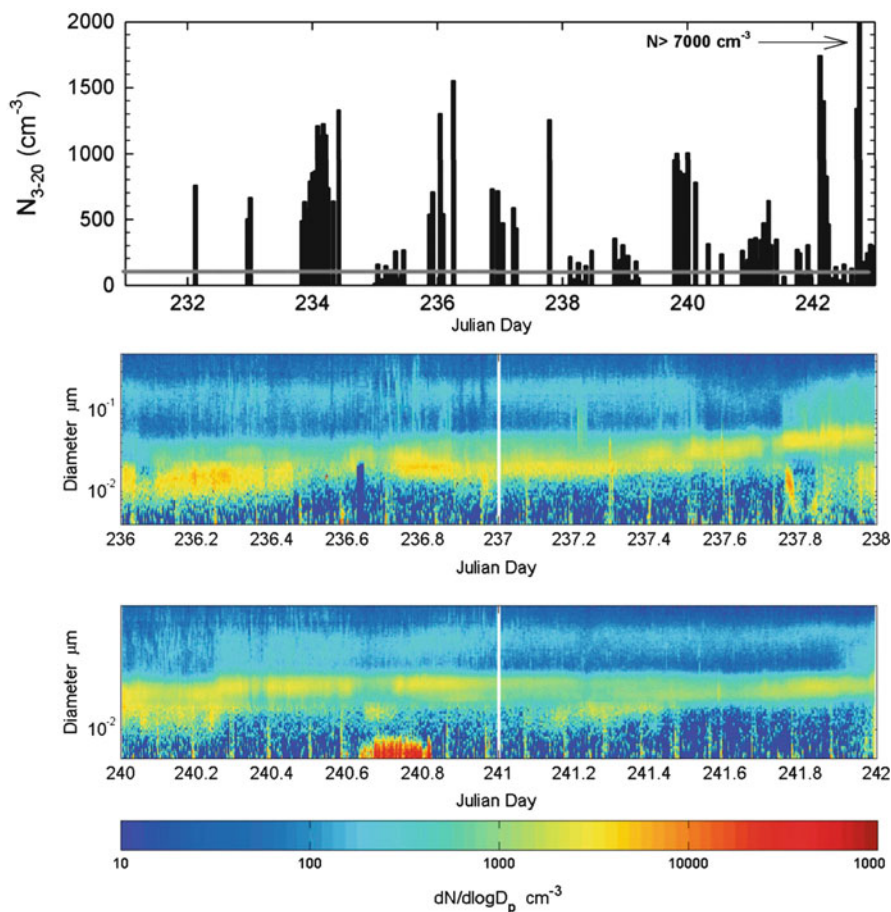 2000
N> 7000 cm⁻³
1500
1000
500
0
N₃₋₂₀ (cm⁻³)
232 234 236 238 240 242
Julian Day
Diameter µm
10⁻¹
10⁻²
236 236.2 236.4 236.6 236.8 237 237.2 237.4 237.6 237.8 238
Julian Day
Diameter µm
10⁻²
240 240.2 240.4 240.6 240.8 241 241.2 241.4 241.6 241.8 242
Julian Day
10 100 1000 10000 1000
dN/dlogDₚ cm⁻³